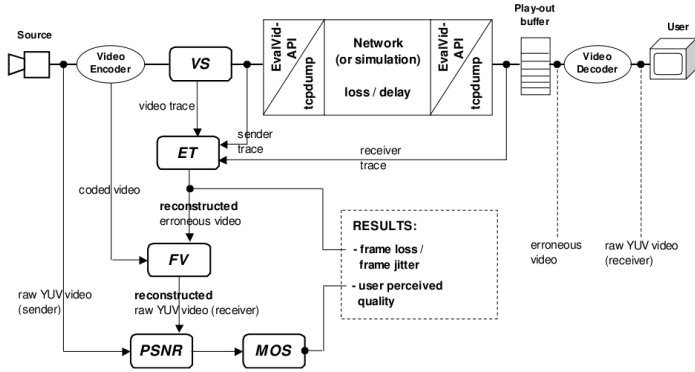 Source
Video
Encoder
VS
EvalVid-
API
tcpdump
Network
(or simulation)
loss / delay
EvalVid-
API
tcpdump
Play-out
buffer
Video
Decoder
User
video trace
sender
trace
ET
receiver
trace
coded video
reconstructed
erroneous video
RESULTS:
- frame loss /
frame jitter
- user perceived
quality
erroneous
video
raw YUV video
(receiver)
FV
raw YUV video
(sender)
reconstructed
raw YUV video (receiver)
PSNR
MOS